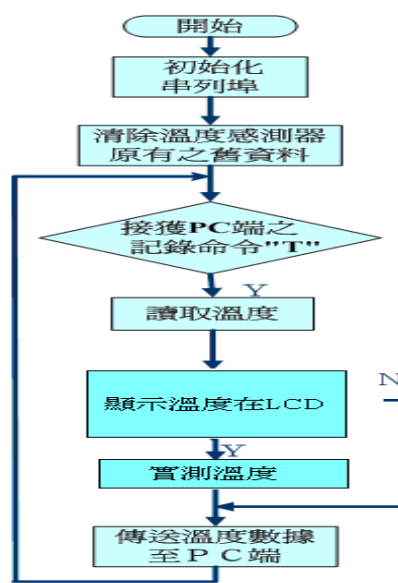 開始
初始化
串列埠
清除溫度感測器
原有之舊資料
接獲PC端之
記錄命令"T"
Y
讀取溫度
顯示溫度在LCD
N
Y
實測溫度
傳送溫度數據
至PC端